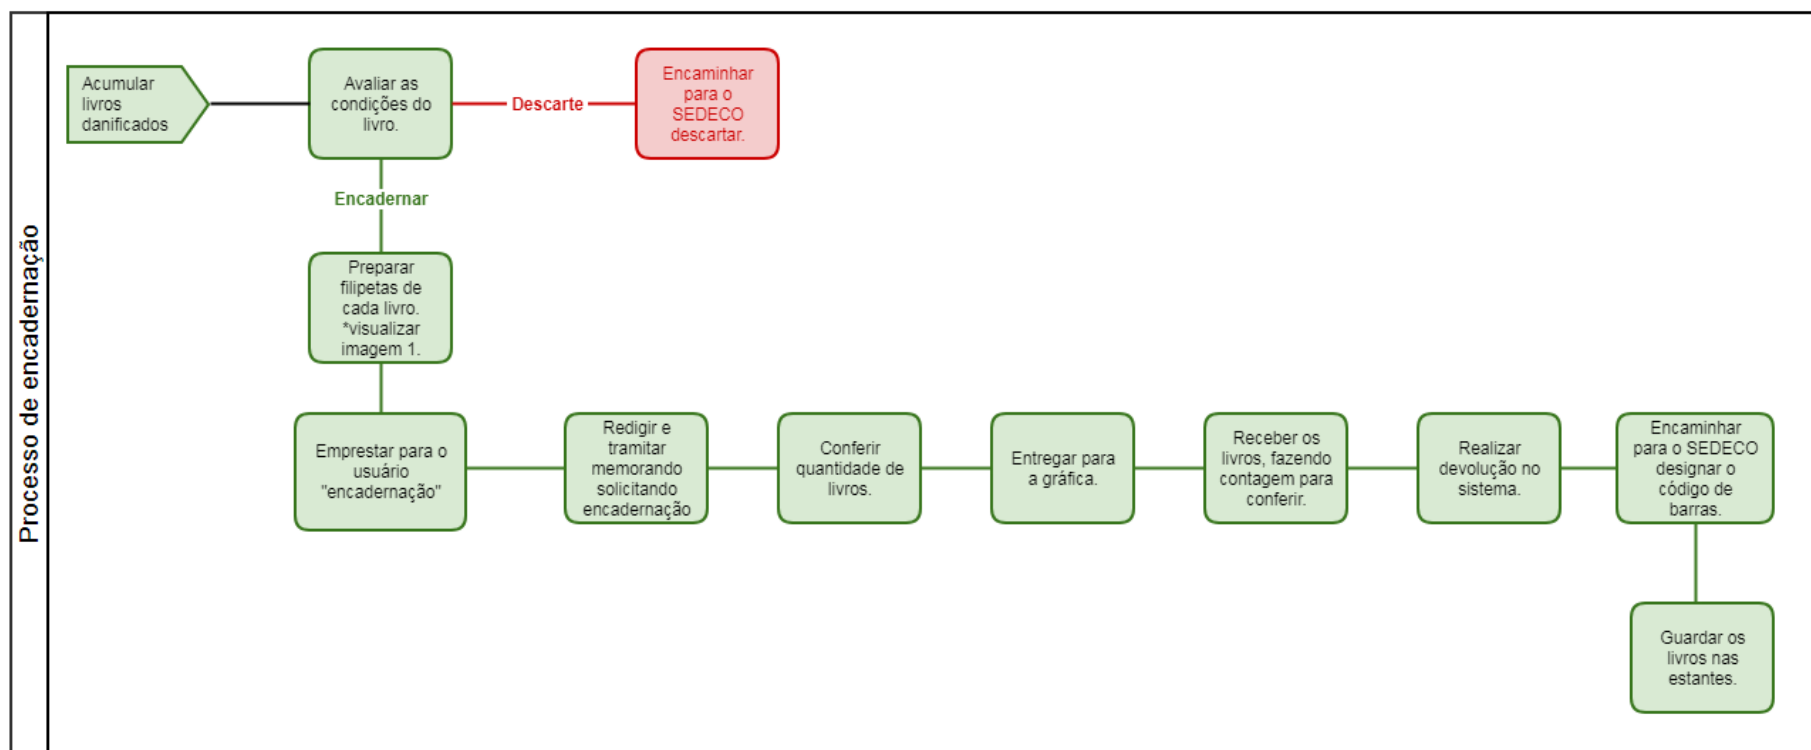 Processo de encadernação
Acumular
livros
danificados
Avaliar as
condições do
livro.
Descarte
Encaminhar
para o
SEDECO
descartar.
Encadernar
Preparar
filipetas de
cada livro.
*visualizar
imagem 1.
Emprestar para o
usuário
"encadernação"
Redigir e
tramitar
memorando
solicitando
encadernação
Conferir
quantidade de
livros.
Entregar para
a gráfica.
Receber os
livros, fazendo
contagem para
conferir.
Realizar
devolução no
sistema.
Encaminhar
para o SEDECO
designar o
código de
barras.
Guardar os
livros nas
estantes.